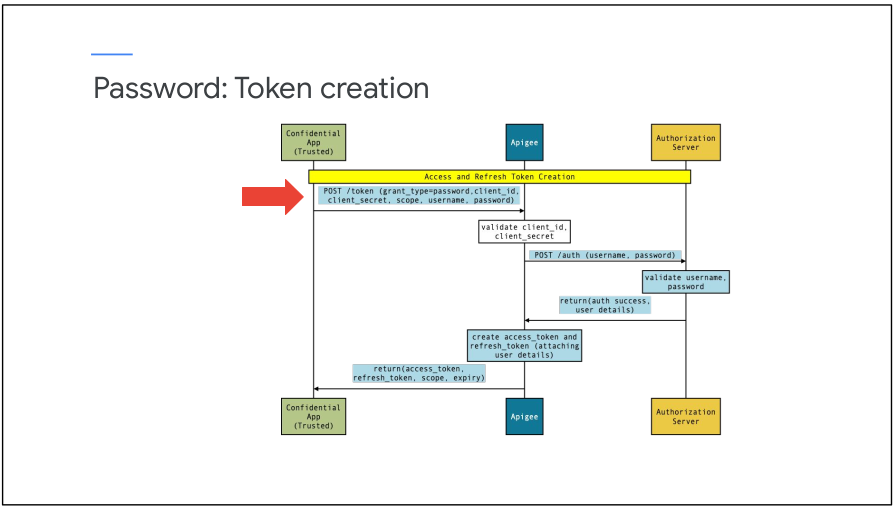 Password: Token creation
Confidential
App
(Trusted)
Apigee
Authorization
Server
Access and Refresh Token Creation
POST /token (grant_type=password,client_id,
client_secret, scope, username, password)
validate client_id,
client_secret
POST /auth (username, password)
validate username,
password
return(auth success,
user details)
create access_token and
refresh_token (attaching
user details)
return(access_token,
refresh_token, scope, expiry)
Confidential
App
(Trusted)
Apigee
Authorization
Server